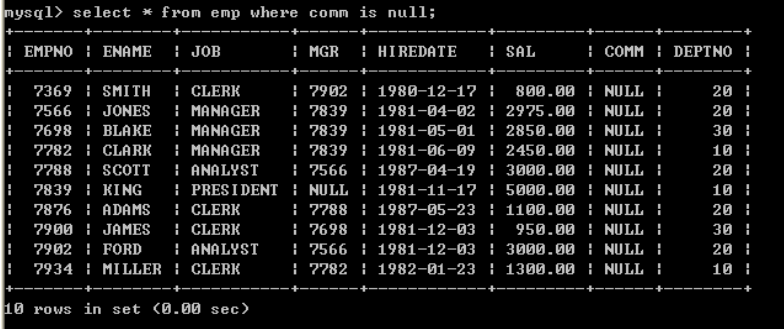 mysql> select * from emp where comm is null;
+-------+--------+-----------+------+------------+---------+------+--------+
| EMPNO | ENAME  | JOB       | MGR  | HIREDATE   | SAL     | COMM | DEPTNO |
+-------+--------+-----------+------+------------+---------+------+--------+
|  7369 | SMITH  | CLERK     | 7902 | 1980-12-17 |  800.00 | NULL |     20 |
|  7566 | JONES  | MANAGER   | 7839 | 1981-04-02 | 2975.00 | NULL |     20 |
|  7698 | BLAKE  | MANAGER   | 7839 | 1981-05-01 | 2850.00 | NULL |     30 |
|  7782 | CLARK  | MANAGER   | 7839 | 1981-06-09 | 2450.00 | NULL |     10 |
|  7788 | SCOTT  | ANALYST   | 7566 | 1987-04-19 | 3000.00 | NULL |     20 |
|  7839 | KING   | PRESIDENT | NULL | 1981-11-17 | 5000.00 | NULL |     10 |
|  7876 | ADAMS  | CLERK     | 7788 | 1987-05-23 | 1100.00 | NULL |     20 |
|  7900 | JAMES  | CLERK     | 7698 | 1981-12-03 |  950.00 | NULL |     30 |
|  7902 | FORD   | ANALYST   | 7566 | 1981-12-03 | 3000.00 | NULL |     20 |
|  7934 | MILLER | CLERK     | 7782 | 1982-01-23 | 1300.00 | NULL |     10 |
+-------+--------+-----------+------+------------+---------+------+--------+
10 rows in set (0.00 sec)